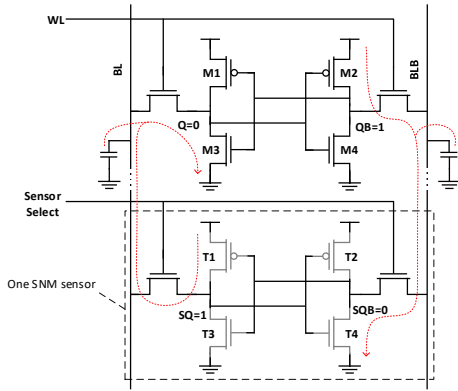 WL
BL
BLB
M1
M2
Q=0
QB=1
M3
M4
Sensor
Select
T1
T2
One SNM sensor
SQ=1
SQB=0
T3
T4